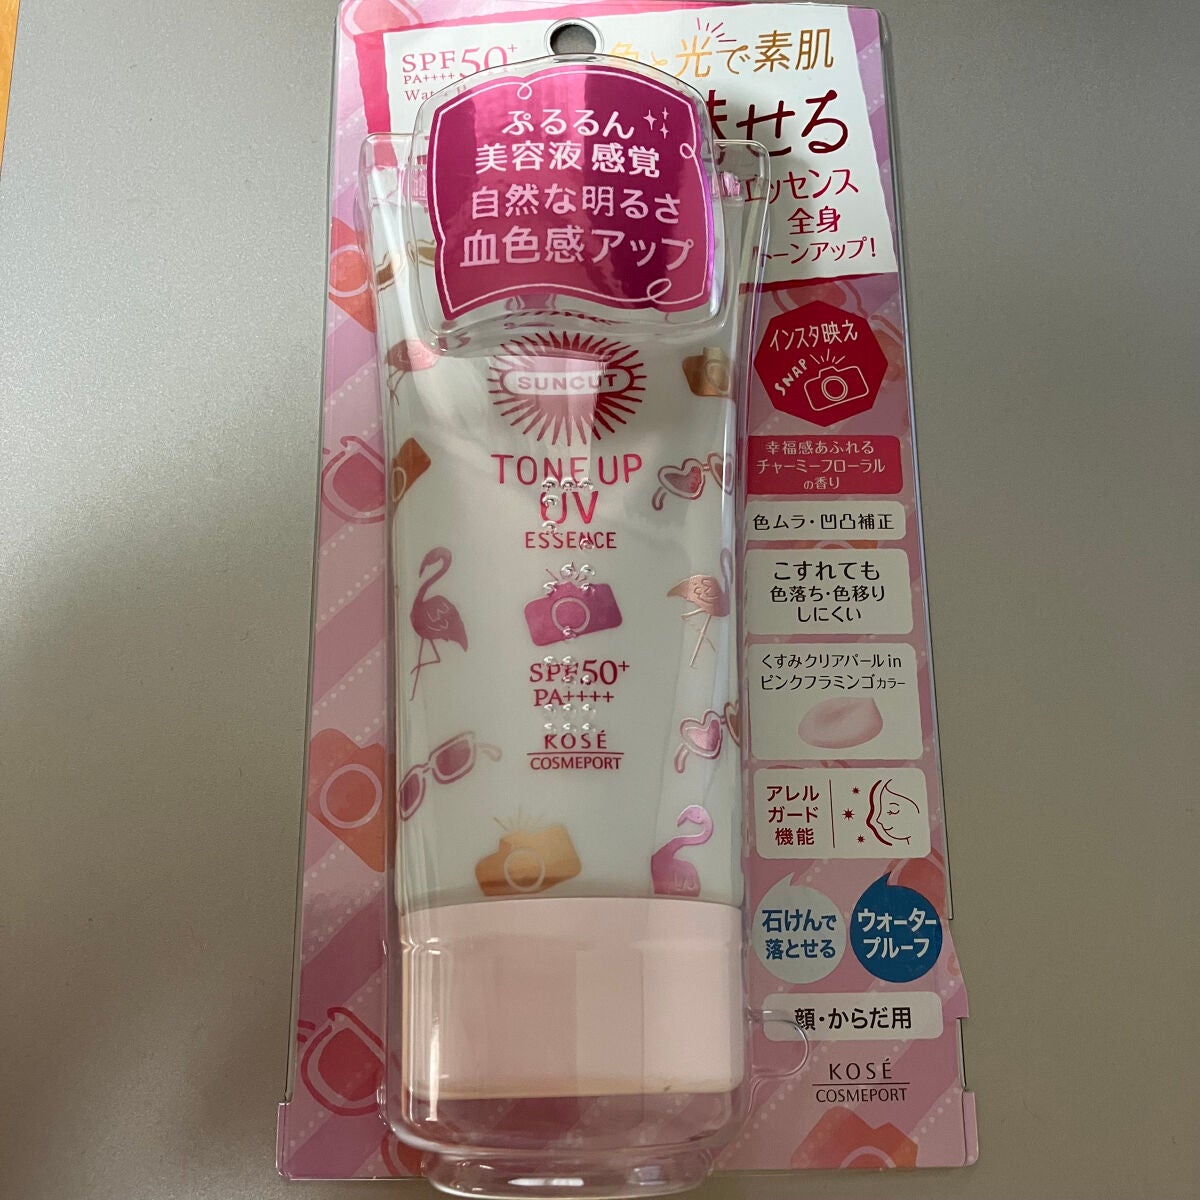 SPF50+
PA++++
色と光で素肌
魅せる
エッセンス
全身
トーンアップ!
ぷるるん
美容液感覚
自然な明るさ
血色感アップ
SUNCUT
TONE UP
UV
ESSENCE
SPF50+
PA++++
KOSÉ
COSMEPORT
インスタ映え
SNAP
幸福感あふれる
チャーミーフローラル
の香り
色ムラ・凹凸補正
こすれても
色落ち・色移り
しにくい
くすみクリアパールin
ピンクフラミンゴカラー
アレル
ガード
機能
石けんで
落とせる
ウォーター
プルーフ
顔・からだ用
KOSÉ
COSMEPORT